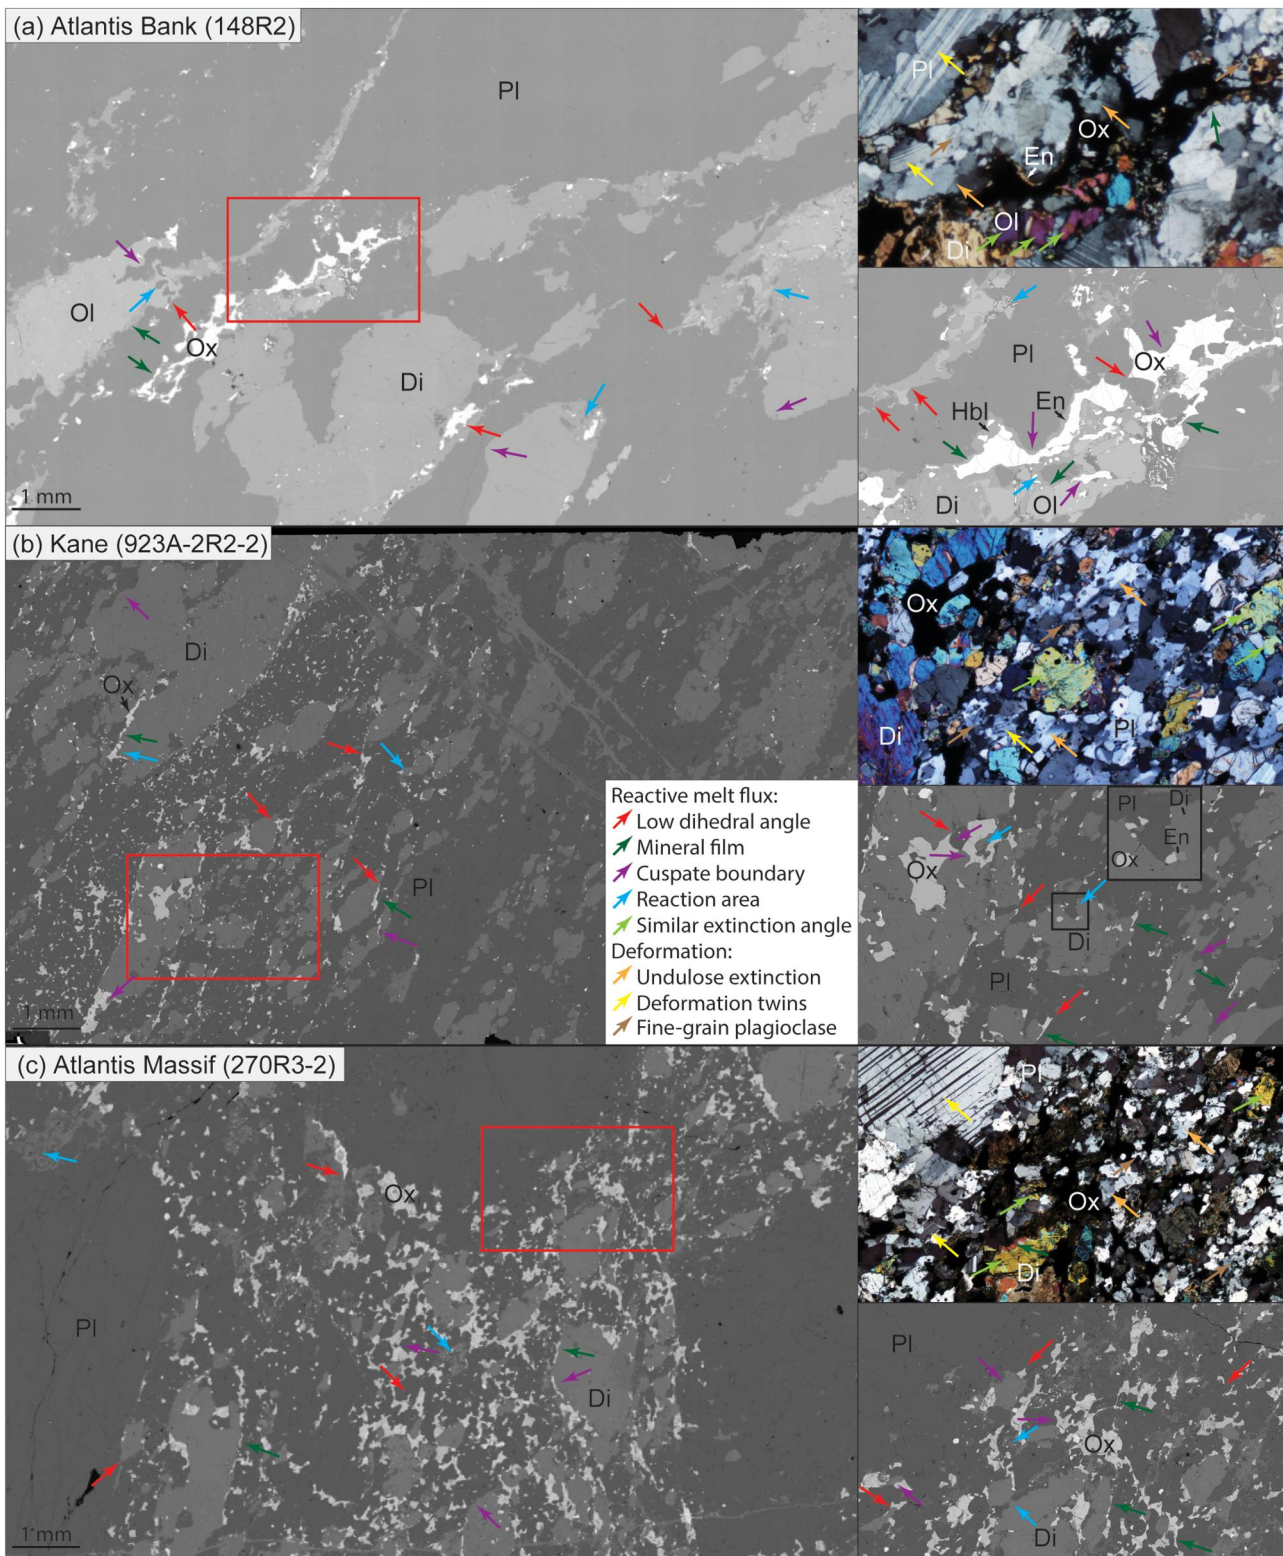 (a) Atlantis Bank (148R2)
Pl
Ol
Ox
Di
1 mm
Pl
Ox
En
Ol
Di
Pl
Ox
Hbl
En
Di
Ol
(b) Kane (923A-2R2-2)
Di
Ox
Pl
1 mm
Reactive melt flux:
Low dihedral angle
Mineral film
Cuspate boundary
Reaction area
Similar extinction angle
Deformation:
Undulose extinction
Deformation twins
Fine-grain plagioclase
Ox
Di
Pl
Pl
Di
En
Ox
Ox
Di
Pl
(c) Atlantis Massif (270R3-2)
Ox
Pl
Di
1 mm
Pl
Ox
Di
Pl
Ox
Di